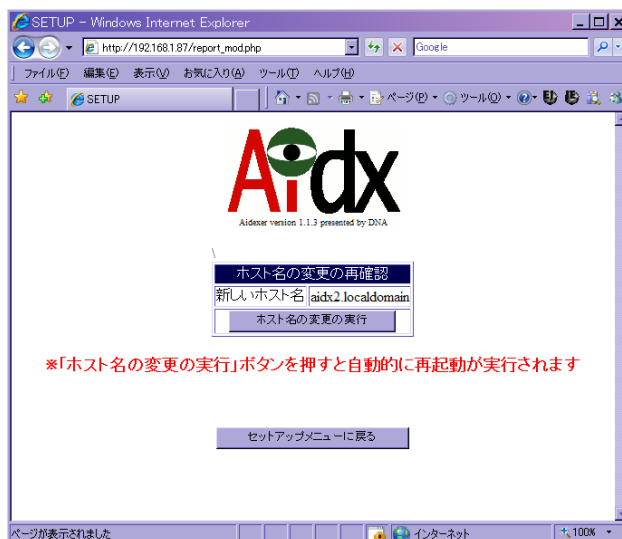 SETUP - Windows Internet Explorer
http://192.168.1.87/report_mod.php
Google
ファイル(F) 編集(E) 表示(V) お気に入り(A) ツール(T) ヘルプ(H)
SETUP
ページ(P) ツール(O)
Aidx
Aidexer version 1.1.3 presented by DNA
\
ホスト名の変更の再確認
新しいホスト名 aidx2.localdomain
ホスト名の変更の実行
※「ホスト名の変更の実行」ボタンを押すと自動的に再起動が実行されます
セットアップメニューに戻る
ページが表示されました インターネット 100%